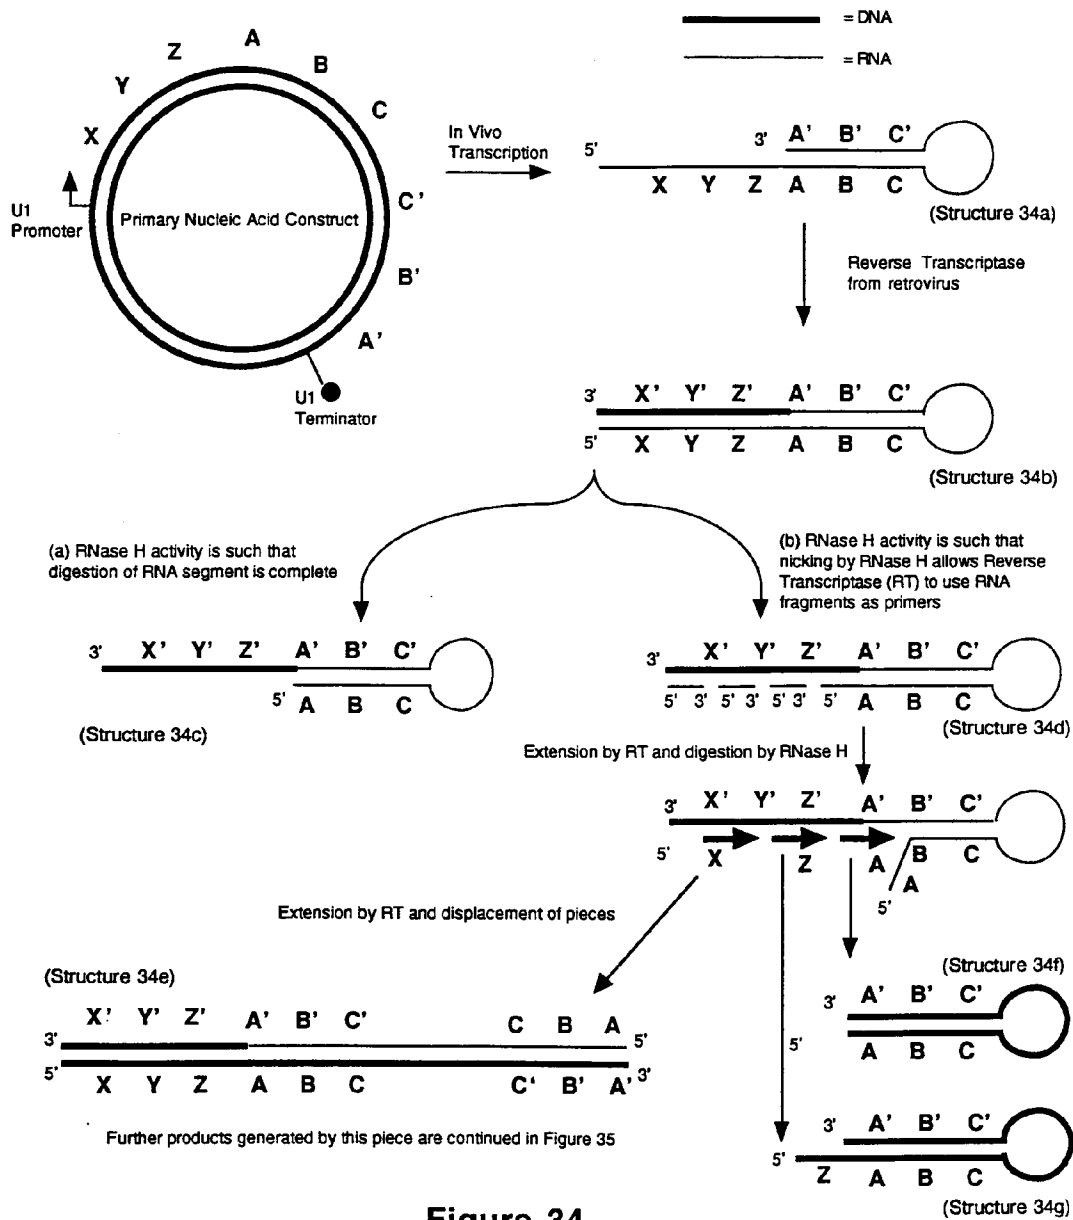 = DNA
= RNA
A
B
C
C'
B'
A'
Z
Y
X
U1
Promoter
Primary Nucleic Acid Construct
U1
Terminator
In Vivo
Transcription
3' A' B' C'
5'
X Y Z A B C
(Structure 34a)
Reverse Transcriptase
from retrovirus
3' X' Y' Z' A' B' C'
5' X Y Z A B C
(Structure 34b)
(a) RNase H activity is such that
digestion of RNA segment is complete
(b) RNase H activity is such that
nicking by RNase H allows Reverse
Transcriptase (RT) to use RNA
fragments as primers
3' X' Y' Z' A' B' C'
5' A B C
(Structure 34c)
3' X' Y' Z' A' B' C'
5' 3' 5' 3' 5' 3' 5' A B C
(Structure 34d)
Extension by RT and digestion by RNase H
3' X' Y' Z' A' B' C'
5' X Z A B C
A
5'
Extension by RT and displacement of pieces
(Structure 34e)
X' Y' Z' A' B' C' C B A
3' 5'
5' 3'
X Y Z A B C C' B' A'
Further products generated by this piece are continued in Figure 35
(Structure 34f)
3' A' B' C'
A B C
5'
3' A' B' C'
5' Z A B C
(Structure 34g)
Figure 34